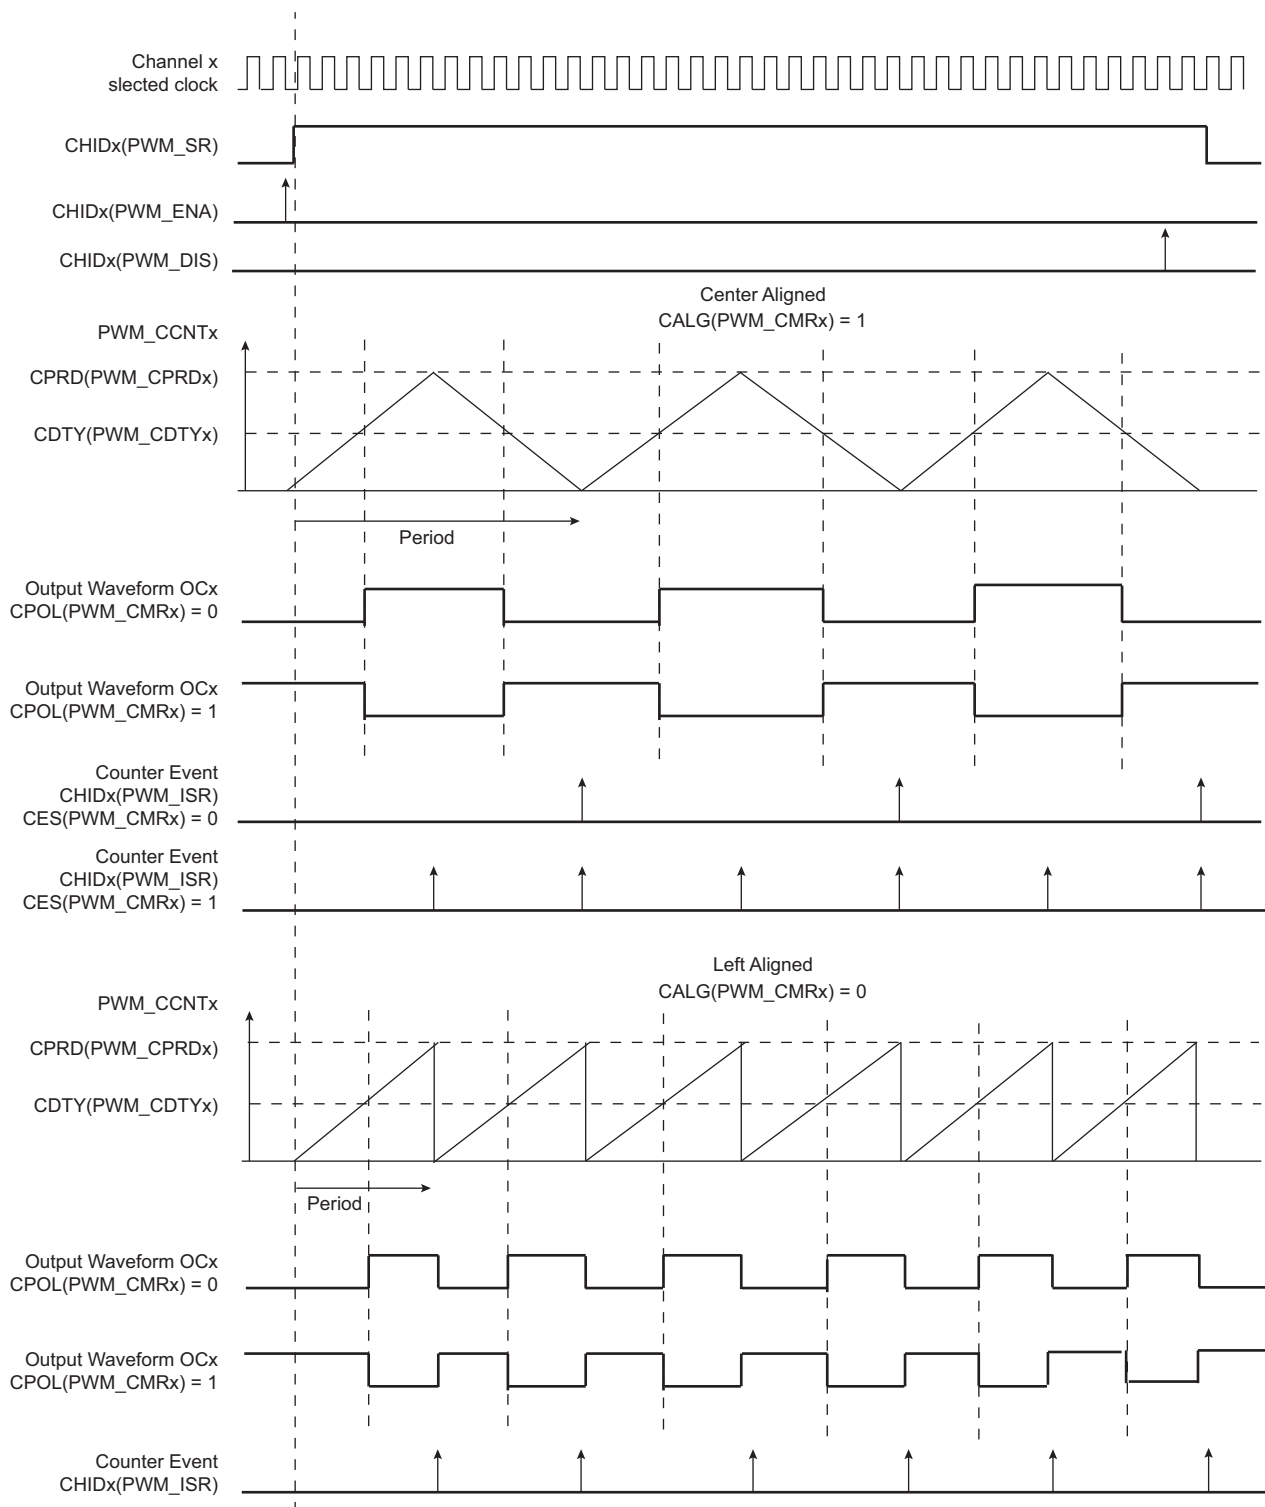 Channel x
slected clock
CHIDx(PWM_SR)
CHIDx(PWM_ENA)
CHIDx(PWM_DIS)
Center Aligned
CALG(PWM_CMRx) = 1
PWM_CCNTx
CPRD(PWM_CPRDx)
CDTY(PWM_CDTYx)
Period
Output Waveform OCx
CPOL(PWM_CMRx) = 0
Output Waveform OCx
CPOL(PWM_CMRx) = 1
Counter Event
CHIDx(PWM_ISR)
CES(PWM_CMRx) = 0
Counter Event
CHIDx(PWM_ISR)
CES(PWM_CMRx) = 1
Left Aligned
CALG(PWM_CMRx) = 0
PWM_CCNTx
CPRD(PWM_CPRDx)
CDTY(PWM_CDTYx)
Period
Output Waveform OCx
CPOL(PWM_CMRx) = 0
Output Waveform OCx
CPOL(PWM_CMRx) = 1
Counter Event
CHIDx(PWM_ISR)